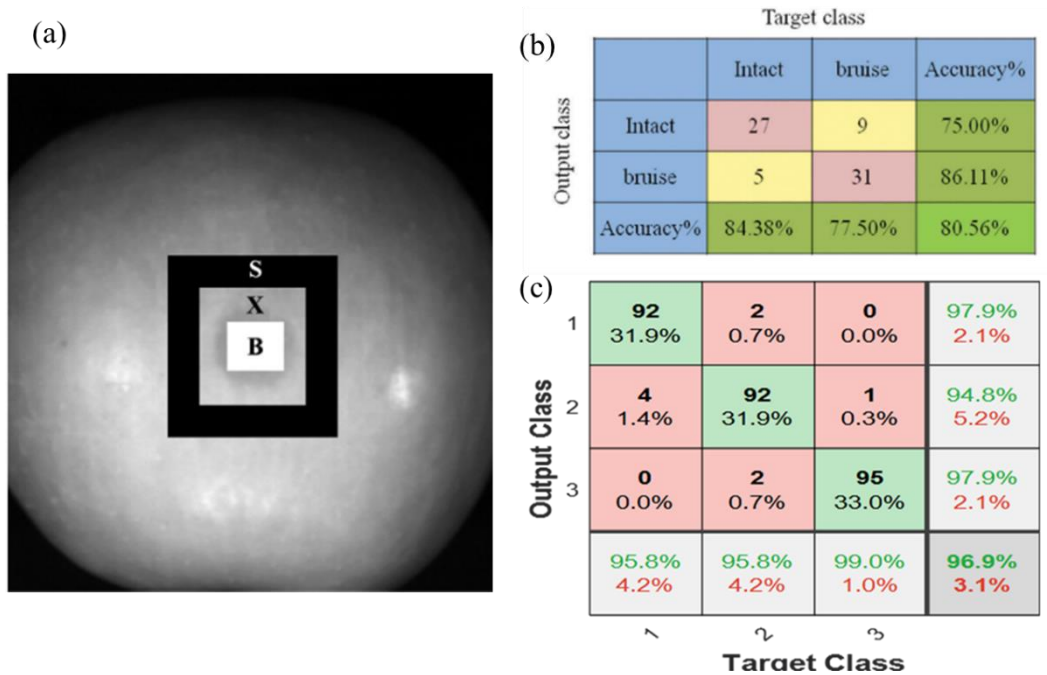 (a)
S
X
B
(b)
Target class
Output class
Intact bruise Accuracy%
Intact 27 9 75.00%
bruise 5 31 86.11%
Accuracy% 84.38% 77.50% 80.56%
(c)
Output Class
1 92 2 0 97.9%
31.9% 0.7% 0.0% 2.1%
2 4 92 1 94.8%
1.4% 31.9% 0.3% 5.2%
3 0 2 95 97.9%
0.0% 0.7% 33.0% 2.1%
95.8% 95.8% 99.0% 96.9%
4.2% 4.2% 1.0% 3.1%
1 2 3
Target Class